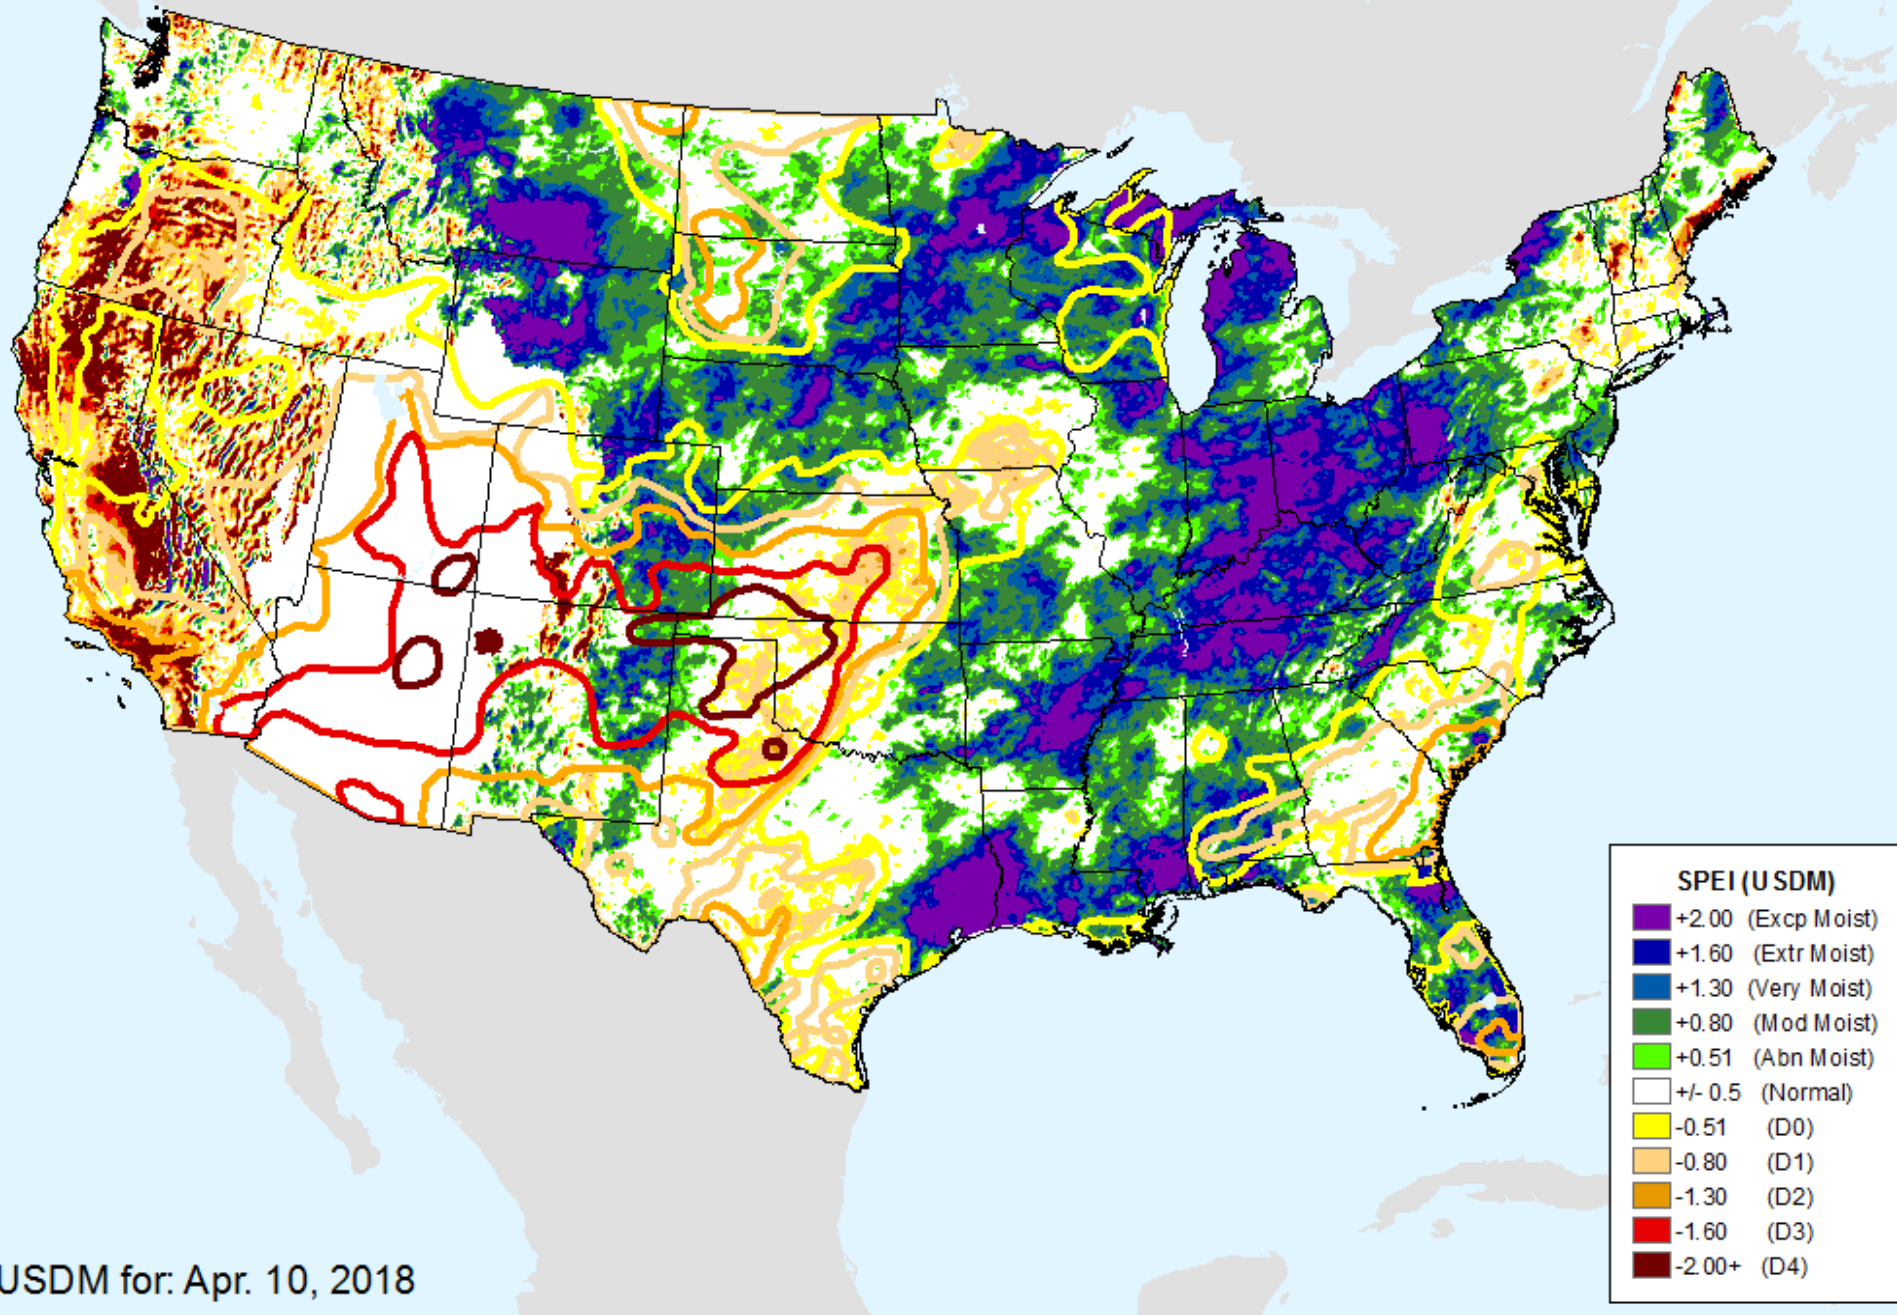 SPEI (USDM)
+2.00 (Excp Moist)
+1.60 (Extr Moist)
+1.30 (Very Moist)
+0.80 (Mod Moist)
+0.51 (Abn Moist)
+/- 0.5 (Normal)
-0.51 (D0)
-0.80 (D1)
-1.30 (D2)
-1.60 (D3)
-2.00+ (D4)
USDM for: Apr. 10, 2018